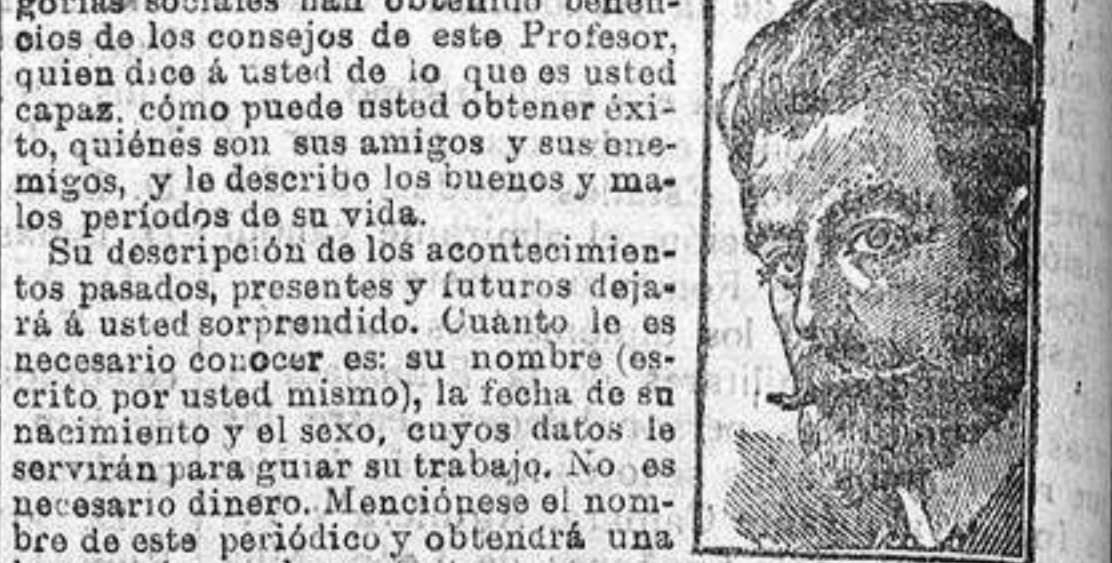 gorías sociales han obtenido benefi-
cios de los consejos de este Profesor,
quien dice á usted de lo que es usted
capaz. cómo puede usted obtener éxi-
to, quiénes son sus amigos y sus ene-
migos, y le describe los buenos y ma-
los períodos de su vida.
Su descripción de los acontecimien-
tos pasados, presentes y futuros deja-
rá á usted sorprendido. Cuanto le es
necesario conocer es: su nombre (es-
crito por usted mismo), la fecha de su
nacimiento y el sexo, cuyos datos le
servirán para guiar su trabajo. No es
necesario dinero. Menciónese el nom-
bre de este periódico y obtendrá una